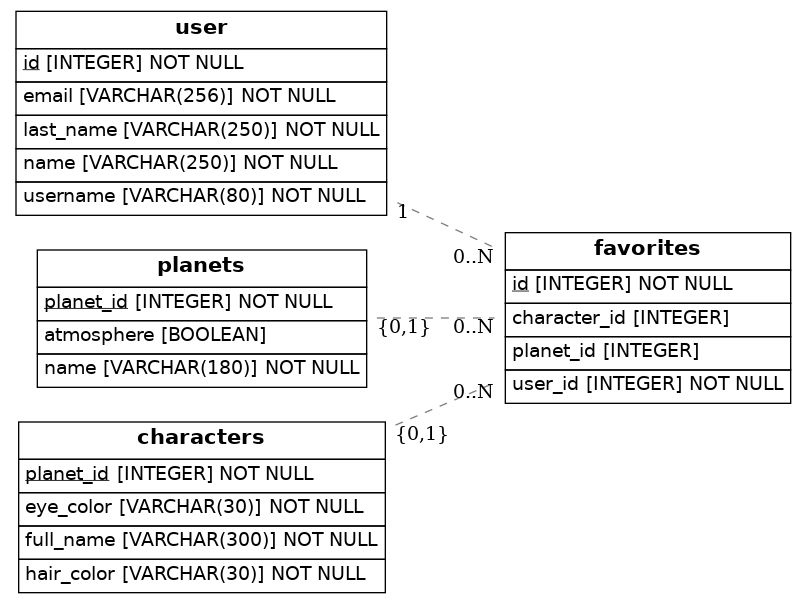 user
id [INTEGER] NOT NULL
email [VARCHAR(256)] NOT NULL
last_name [VARCHAR(250)] NOT NULL
name [VARCHAR(250)] NOT NULL
username [VARCHAR(80)] NOT NULL
1
0..N
planets
planet_id [INTEGER] NOT NULL
atmosphere [BOOLEAN]
name [VARCHAR(180)] NOT NULL
{0,1}
0..N
favorites
id [INTEGER] NOT NULL
character_id [INTEGER]
planet_id [INTEGER]
user_id [INTEGER] NOT NULL
0..N
{0,1}
characters
planet_id [INTEGER] NOT NULL
eye_color [VARCHAR(30)] NOT NULL
full_name [VARCHAR(300)] NOT NULL
hair_color [VARCHAR(30)] NOT NULL